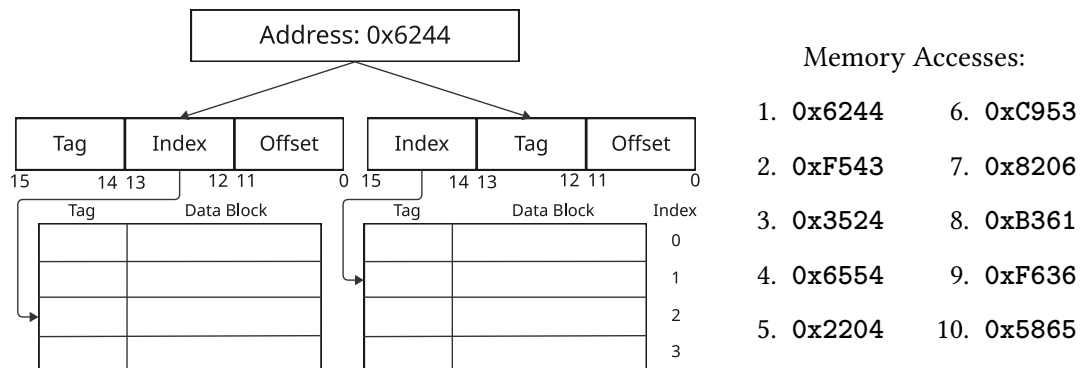 Address: 0x6244
Tag Index Offset
15 14 13 12 11 0
Index Tag Offset
15 14 13 12 11 0
Tag Data Block
Tag Data Block Index
0
1
2
3
Memory Accesses:
1. 0x6244
2. 0xF543
3. 0x3524
4. 0x6554
5. 0x2204
6. 0xC953
7. 0x8206
8. 0xB361
9. 0xF636
10. 0x5865